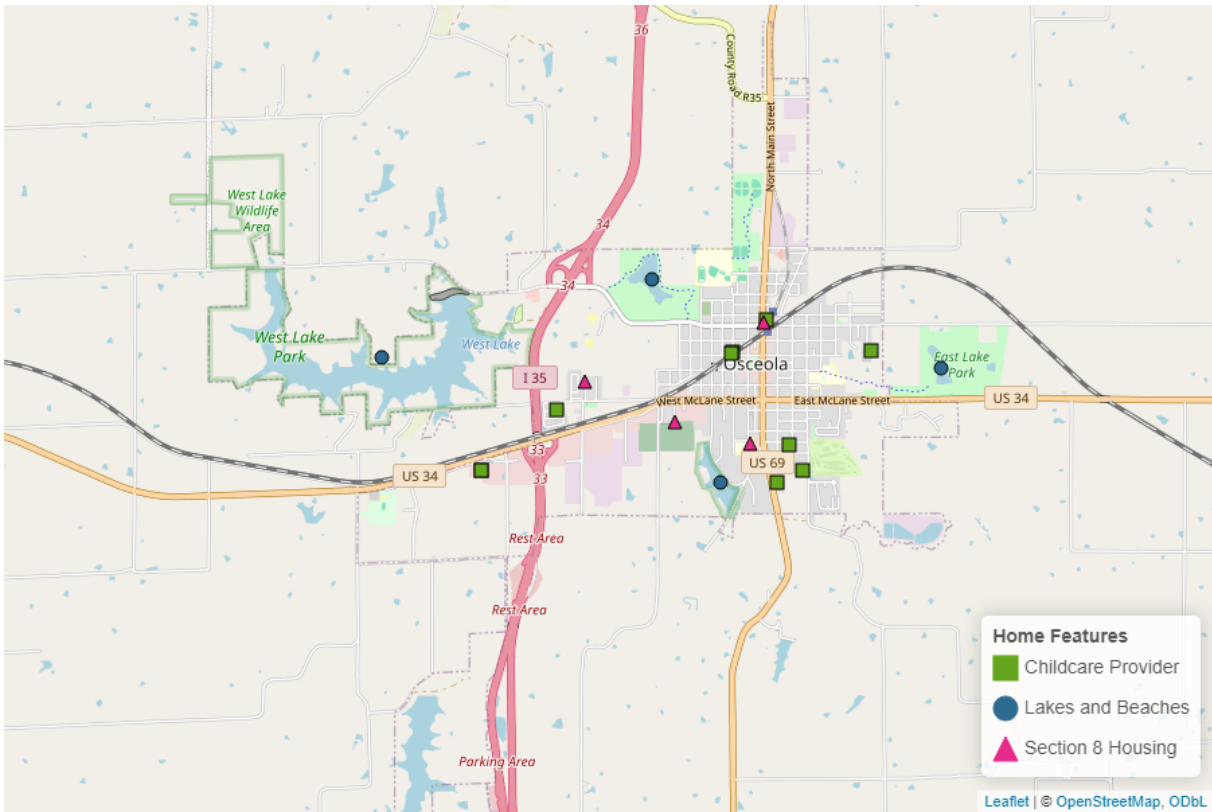 36
County Road R35
North Main Street
West Lake
Wildlife
Area
34
34
West Lake
Park
West Lake
I 35
Osceola
East Lake
Park
West McLane Street
East McLane Street
US 34
33
US 69
US 34
33
Rest Area
Rest Area
Parking Area
Home Features
Childcare Provider
Lakes and Beaches
Section 8 Housing
Leaflet | © OpenStreetMap, ODbL